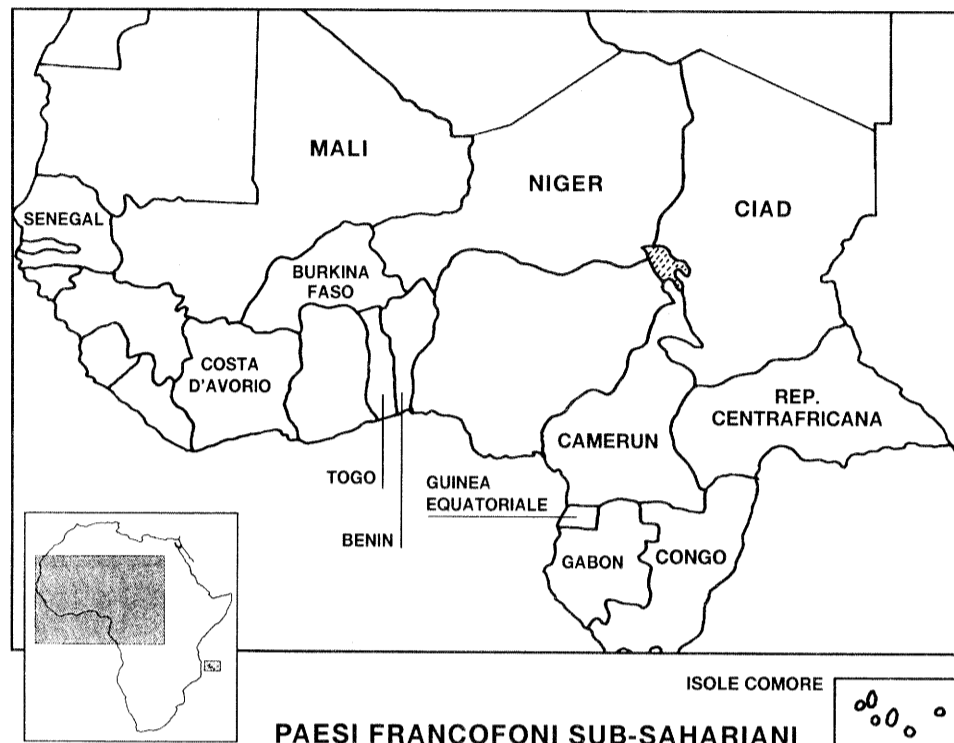 MALI
NIGER
CIAD
SENEGAL
BURKINA
FASO
COSTA
D'AVORIO
REP.
CENTRAFRICANA
CAMERUN
TOGO
GUINEA
EQUATORIALE
BENIN
GABON
CONGO
ISOLE COMORE
PAESI FRANCOFONI SUB-SAHARIANI